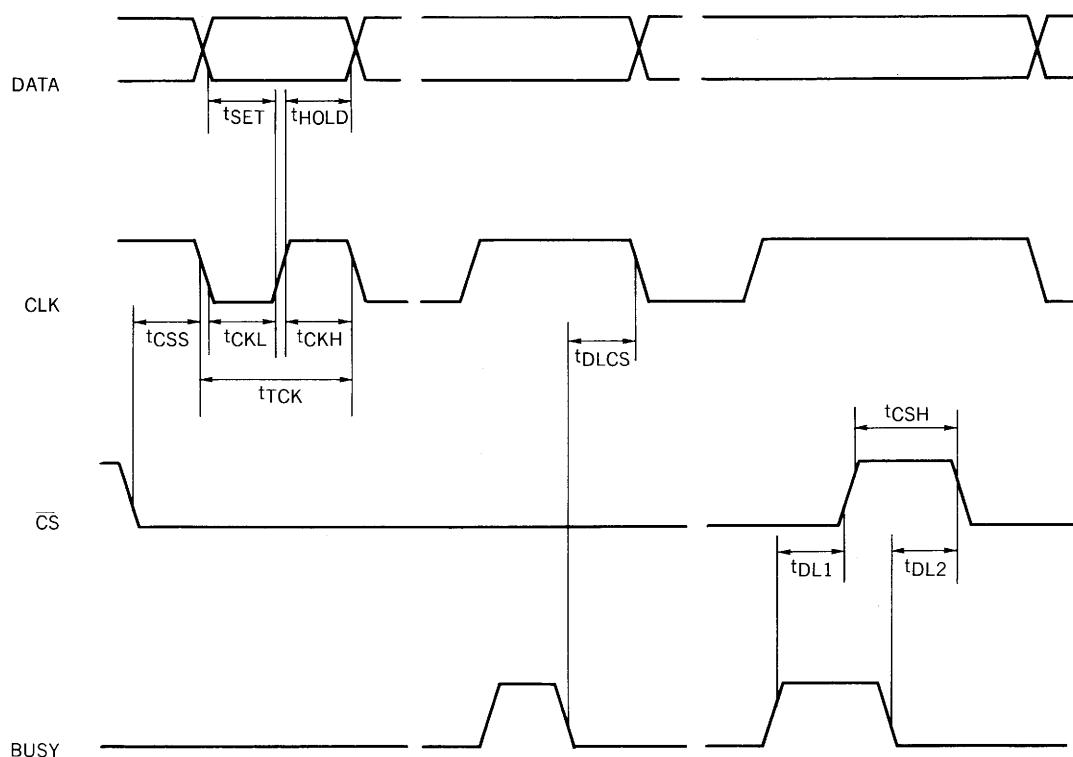 DATA
tSET tHOLD
CLK
tCSS tCKL tCKH
tDLCS
tTCK
tCSH
CS
tDL1 tDL2
BUSY